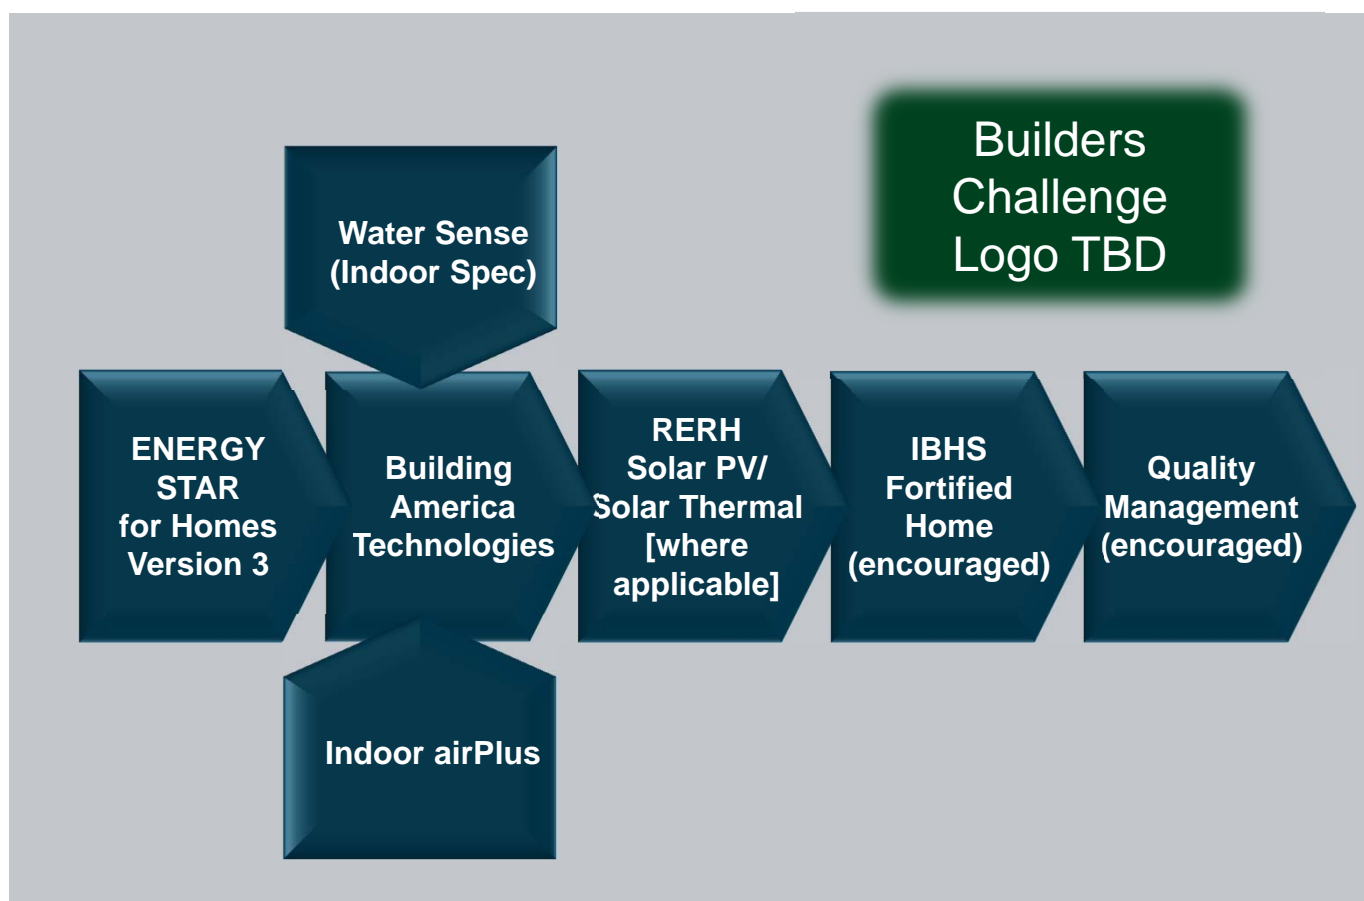 Builders
Challenge
Logo TBD
Water Sense
(Indoor Spec)
ENERGY
STAR
for Homes
Version 3
Building
America
Technologies
RERH
Solar PV/
Solar Thermal
[where
applicable]
IBHS
Fortified
Home
(encouraged)
Quality
Management
(encouraged)
Indoor airPlus